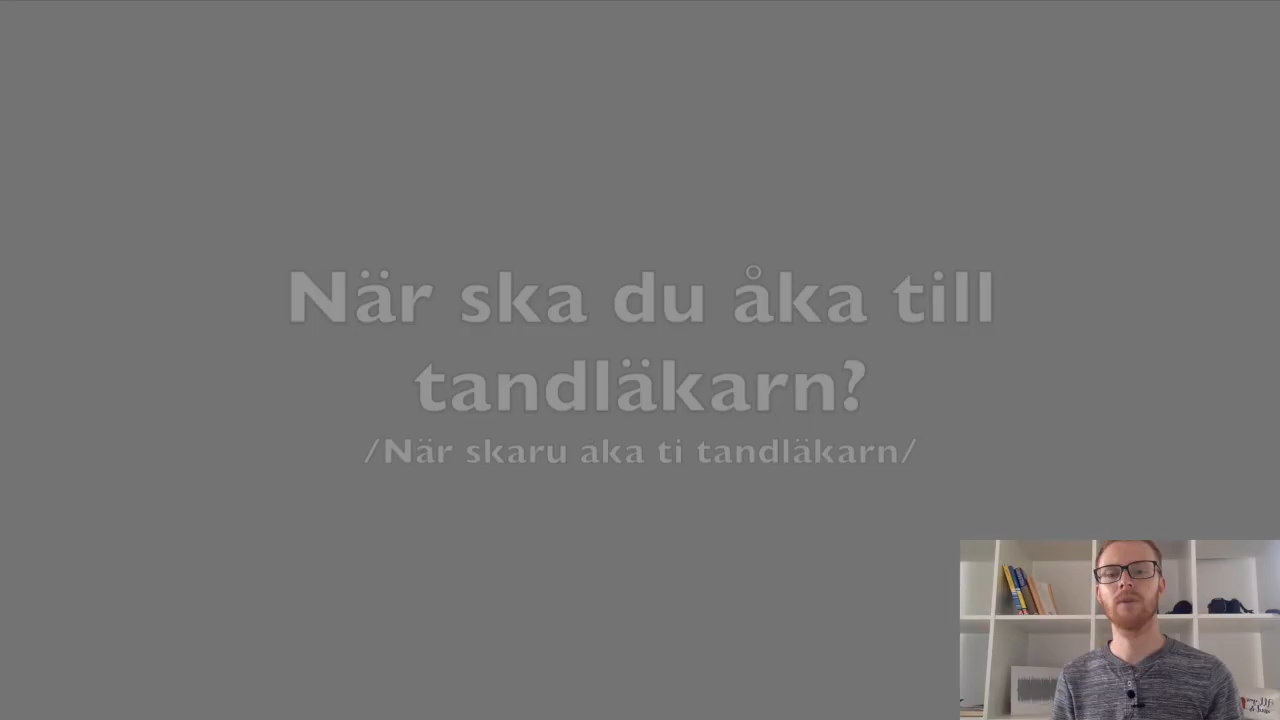 När ska du åka till
tandläkarn?
/När skaru aka ti tandläkarn/